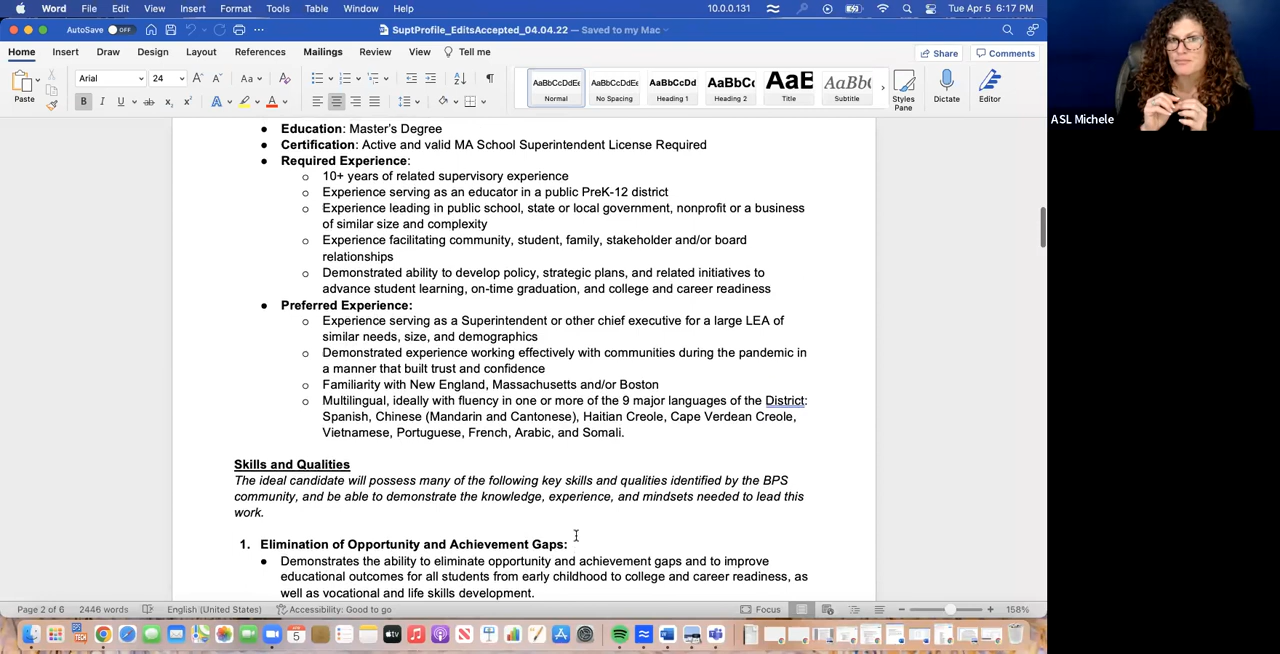 Word File Edit View Insert Format Tools Table Window Help 10.0.0.131 Tue Apr 5 6:17 PM
AutoSave OFF SuptProfile_EditsAccepted_04.04.22 — Saved to my Mac
Home Insert Draw Design Layout References Mailings Review View Tell me Share Comments
Paste Arial 24 AaBbCcDdEe Normal AaBbCcDdEe No Spacing AaBbCcDd Heading 1 AaBbCc Heading 2 AaB Title AaBb Subtitle Styles Pane Dictate Editor
ASL Michele
• Education: Master's Degree
• Certification: Active and valid MA School Superintendent License Required
• Required Experience:
o 10+ years of related supervisory experience
o Experience serving as an educator in a public PreK-12 district
o Experience leading in public school, state or local government, nonprofit or a business
of similar size and complexity
o Experience facilitating community, student, family, stakeholder and/or board
relationships
o Demonstrated ability to develop policy, strategic plans, and related initiatives to
advance student learning, on-time graduation, and college and career readiness
• Preferred Experience:
o Experience serving as a Superintendent or other chief executive for a large LEA of
similar needs, size, and demographics
o Demonstrated experience working effectively with communities during the pandemic in
a manner that built trust and confidence
o Familiarity with New England, Massachusetts and/or Boston
o Multilingual, ideally with fluency in one or more of the 9 major languages of the District:
Spanish, Chinese (Mandarin and Cantonese), Haitian Creole, Cape Verdean Creole,
Vietnamese, Portuguese, French, Arabic, and Somali.
Skills and Qualities
The ideal candidate will possess many of the following key skills and qualities identified by the BPS
community, and be able to demonstrate the knowledge, experience, and mindsets needed to lead this
work.
1. Elimination of Opportunity and Achievement Gaps:
• Demonstrates the ability to eliminate opportunity and achievement gaps and to improve
educational outcomes for all students from early childhood to college and career readiness, as
well as vocational and life skills development.
Page 2 of 6 2446 words English (United States) Accessibility: Good to go Focus 158%